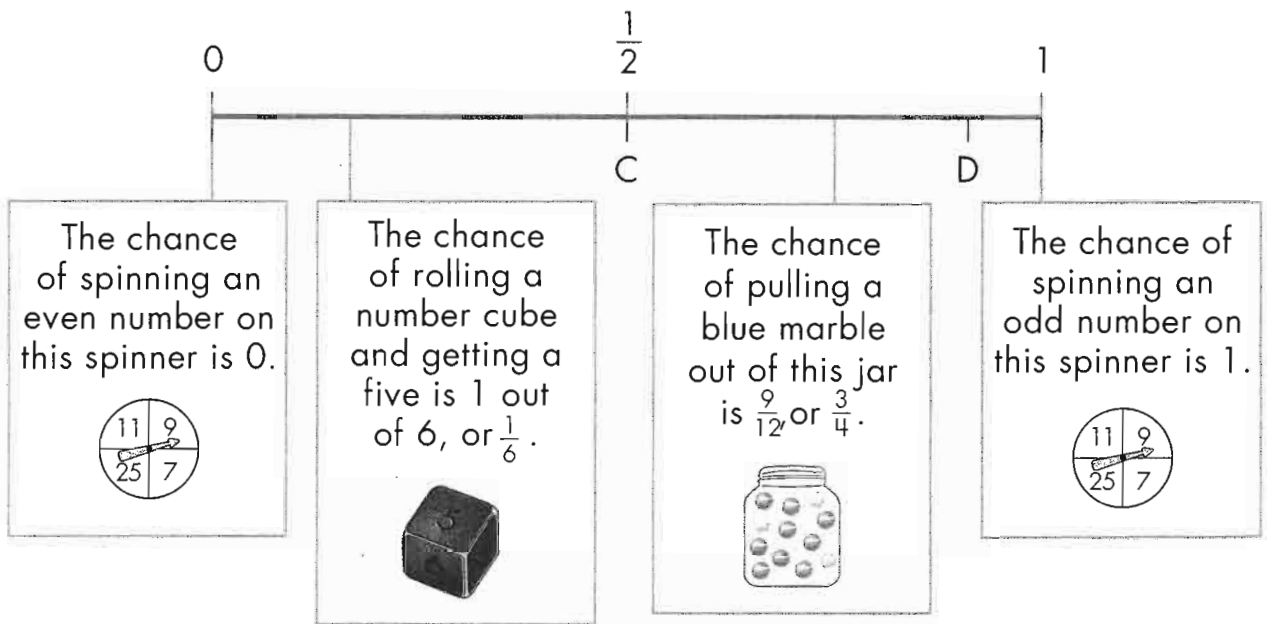 0
1/2
1
C
D
The chance
of spinning an
even number on
this spinner is 0.
11 9
25 7
The chance
of rolling a
number cube
and getting a
five is 1 out
of 6, or 1/6 .
The chance
of pulling a
blue marble
out of this jar
is 9/12, or 3/4 .
The chance of
spinning an
odd number on
this spinner is 1.
11 9
25 7